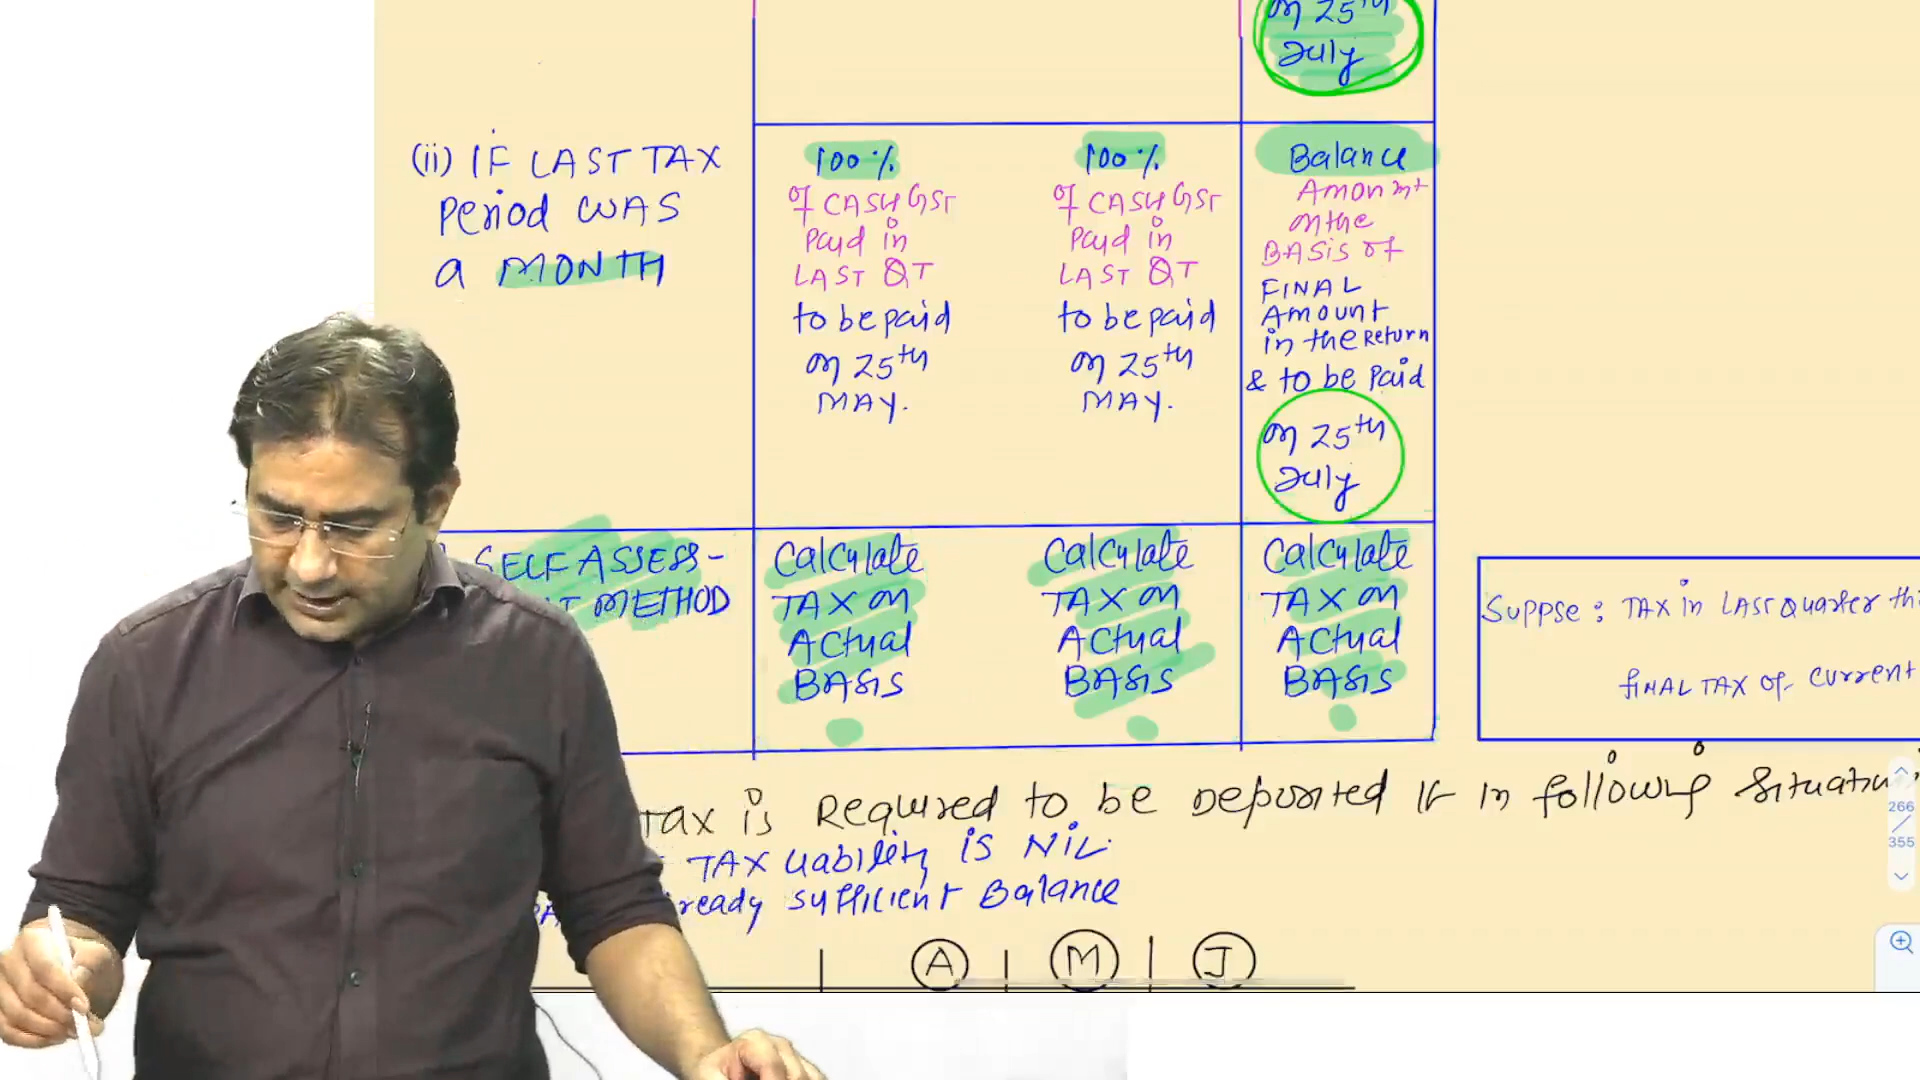 on 25th
July
(ii) IF LAST TAX
Period WAS
a MONTH
100%
of CASH GST
Paid in
LAST QT
to be paid
on 25th
MAY.
100%
of CASH GST
Paid in
LAST QT
to be paid
on 25th
MAY.
Balance
Amount
on the
BASIS of
FINAL
Amount
in the Return
& to be Paid
on 25th
July
SELF ASSESS-
METHOD
Calculate
TAX on
Actual
BASIS
Calculate
TAX on
Actual
BASIS
Calculate
TAX on
Actual
BASIS
Suppse : TAX in LAST Quarter
FINAL TAX OF Current
Tax is Required to be Deposited If in following
TAX liability is NIL.
Sufficient Balance
A M J
266
/
355